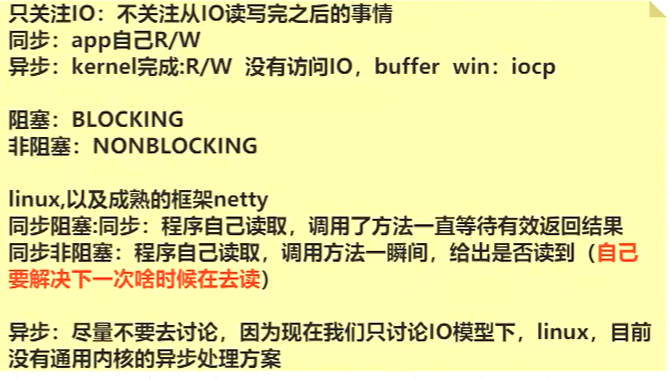 只关注IO：不关注从IO读写完之后的事情
同步：app自己R/W
异步：kernel完成:R/W 没有访问IO，buffer win：iocp
阻塞：BLOCKING
非阻塞：NONBLOCKING
linux,以及成熟的框架netty
同步阻塞:同步：程序自己读取，调用了方法一直等待有效返回结果
同步非阻塞：程序自己读取，调用方法一瞬间，给出是否读到（自己
要解决下一次啥时候在去读）
异步：尽量不要去讨论，因为现在我们只讨论IO模型下，linux，目前
没有通用内核的异步处理方案